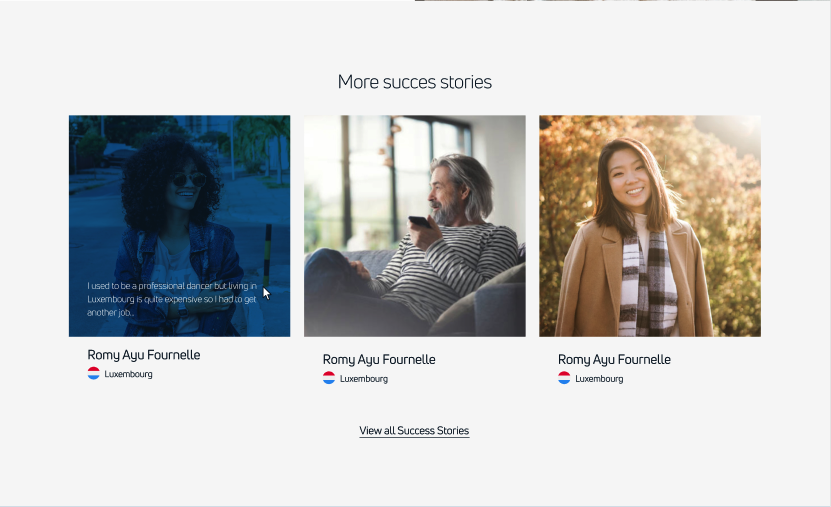 More succes stories
I used to be a professional dancer but living in
Luxembourg is quite expensive so I had to get
another job..
Romy Ayu Fournelle
Luxembourg
Romy Ayu Fournelle
Luxembourg
Romy Ayu Fournelle
Luxembourg
View all Success Stories